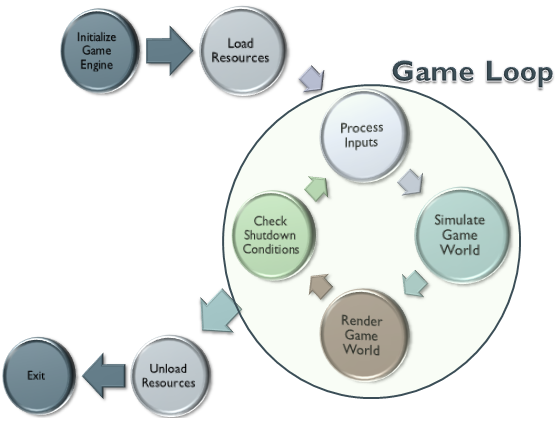 Initialize
Game
Engine
Load
Resources
Game Loop
Process
Inputs
Simulate
Game
World
Render
Game
World
Check
Shutdown
Conditions
Unload
Resources
Exit